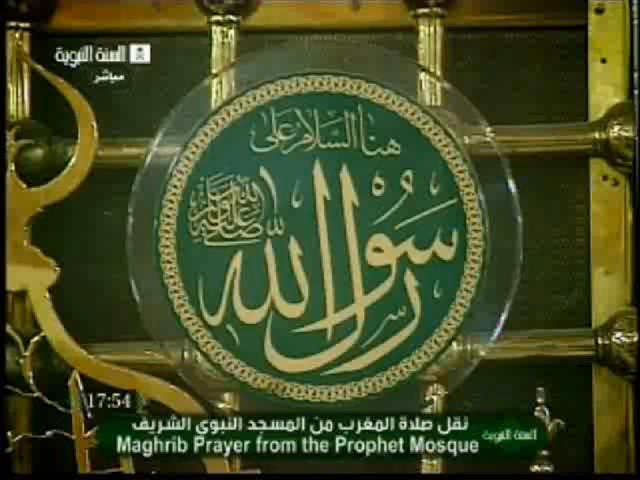 السنة النبوية
مباشر
هنا السلام على
رسول الله
صلى الله عليه وسلم
17:54
نقل صلاة المغرب من المسجد النبوي الشريف
السنة النبوية
Maghrib Prayer from the Prophet Mosque